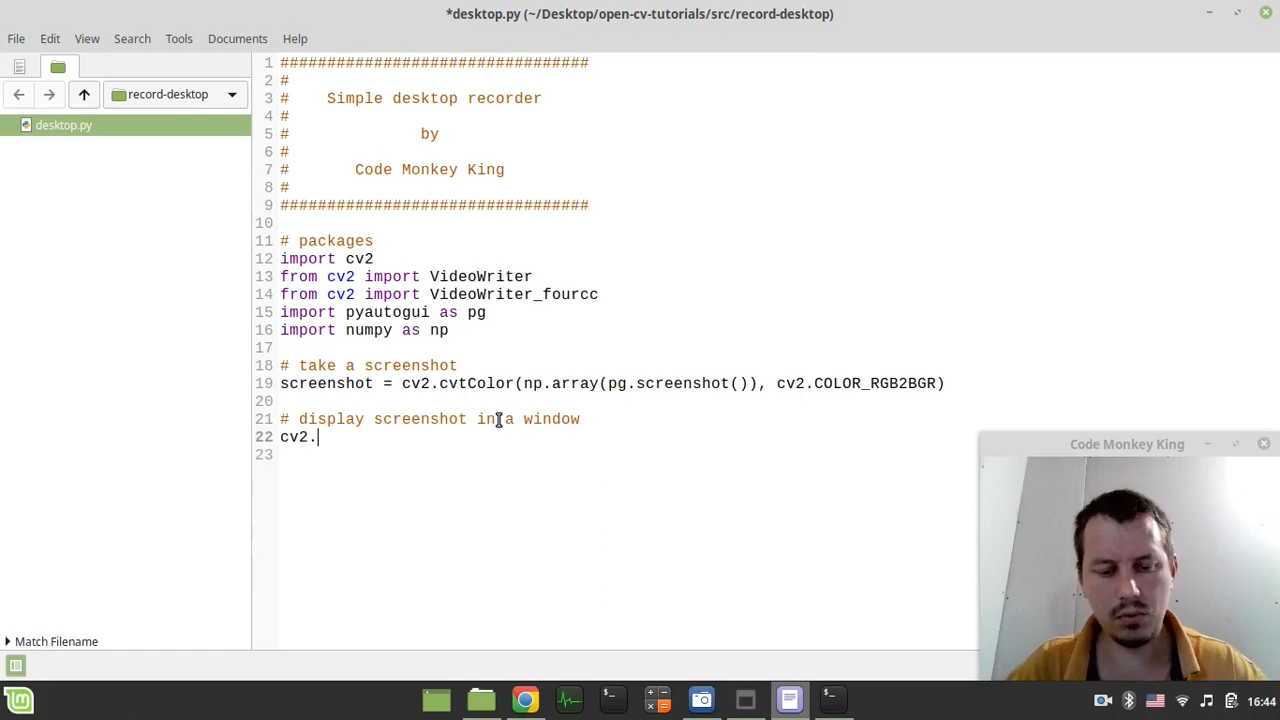 *desktop.py (~/Desktop/open-cv-tutorials/src/record-desktop)
File Edit View Search Tools Documents Help
record-desktop
desktop.py
1 #################################
2 #
3 #    Simple desktop recorder
4 #
5 #              by
6 #
7 #       Code Monkey King
8 #
9 #################################
10
11 # packages
12 import cv2
13 from cv2 import VideoWriter
14 from cv2 import VideoWriter_fourcc
15 import pyautogui as pg
16 import numpy as np
17
18 # take a screenshot
19 screenshot = cv2.cvtColor(np.array(pg.screenshot()), cv2.COLOR_RGB2BGR)
20
21 # display screenshot in a window
22 cv2.
23
Code Monkey King
Match Filename
16:44